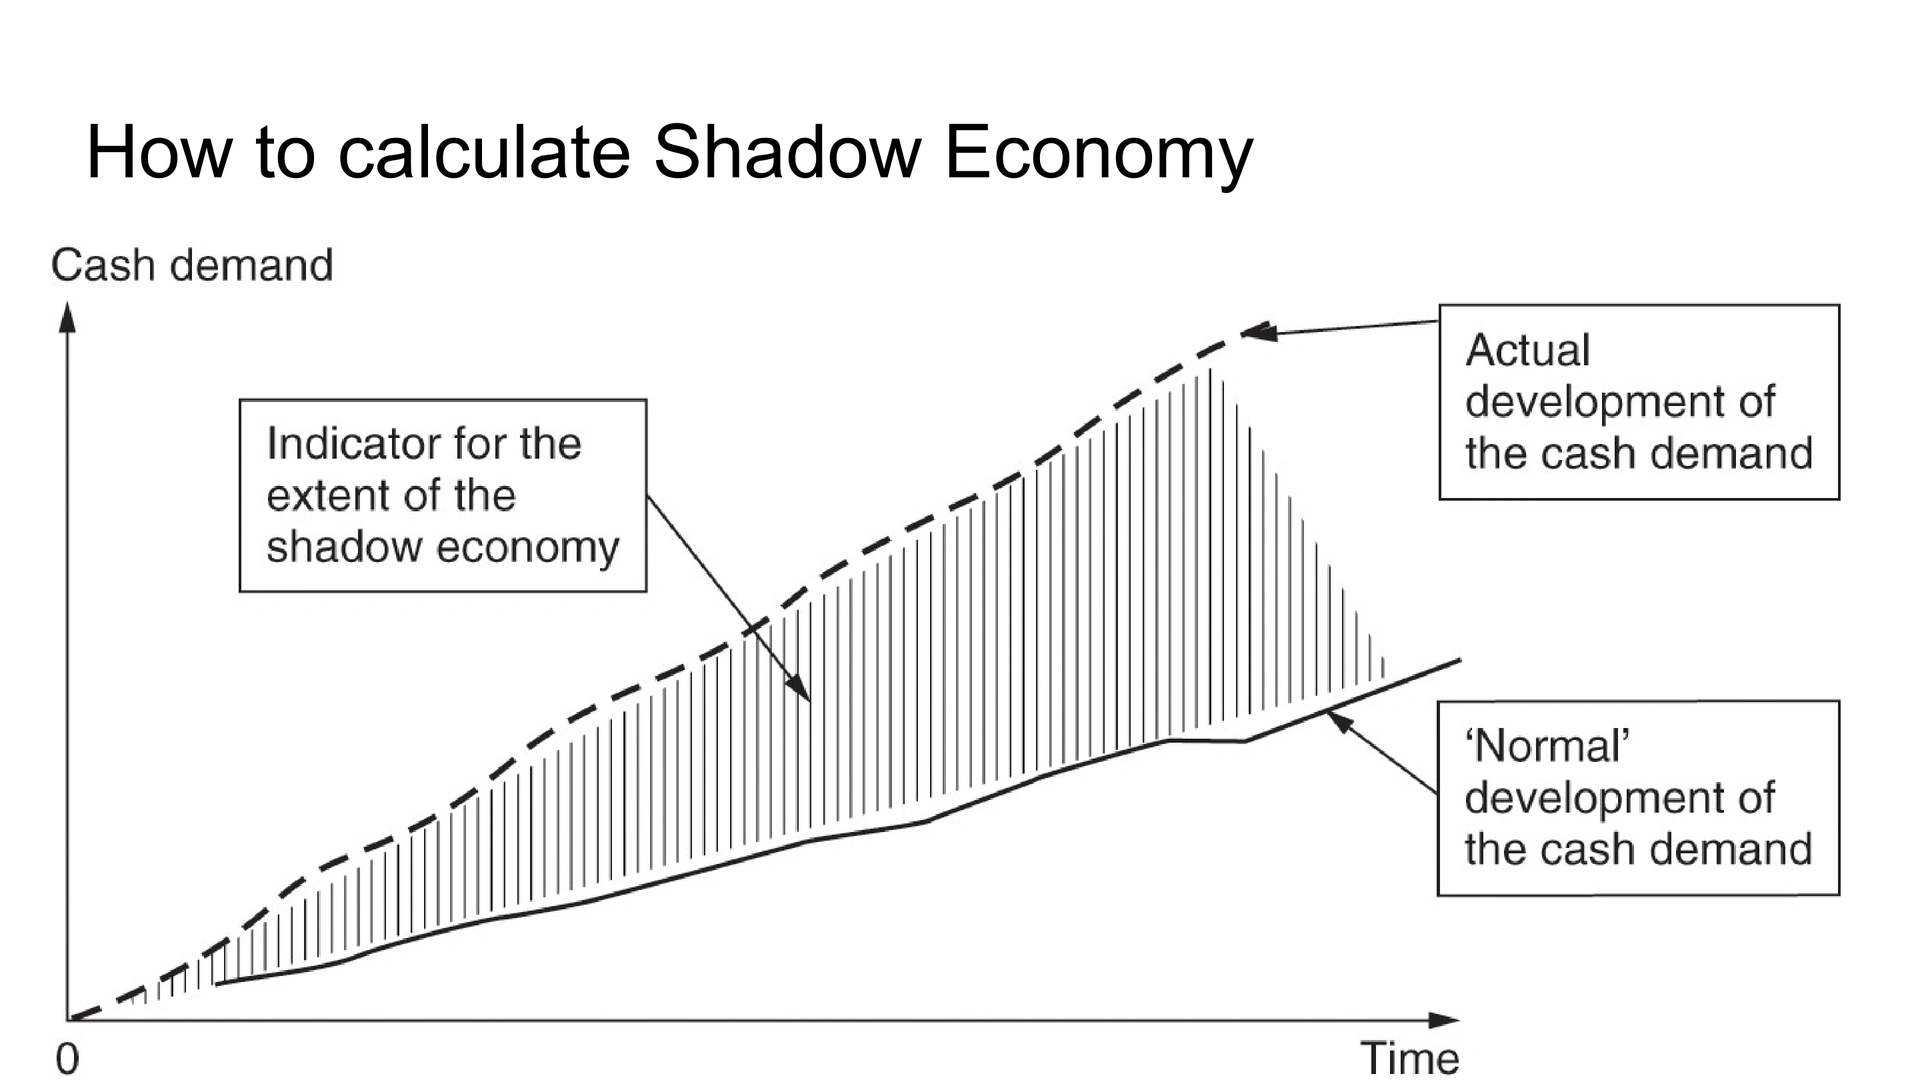 How to calculate Shadow Economy
Cash demand
Indicator for the
extent of the
shadow economy
Actual
development of
the cash demand
‘Normal’
development of
the cash demand
0
Time